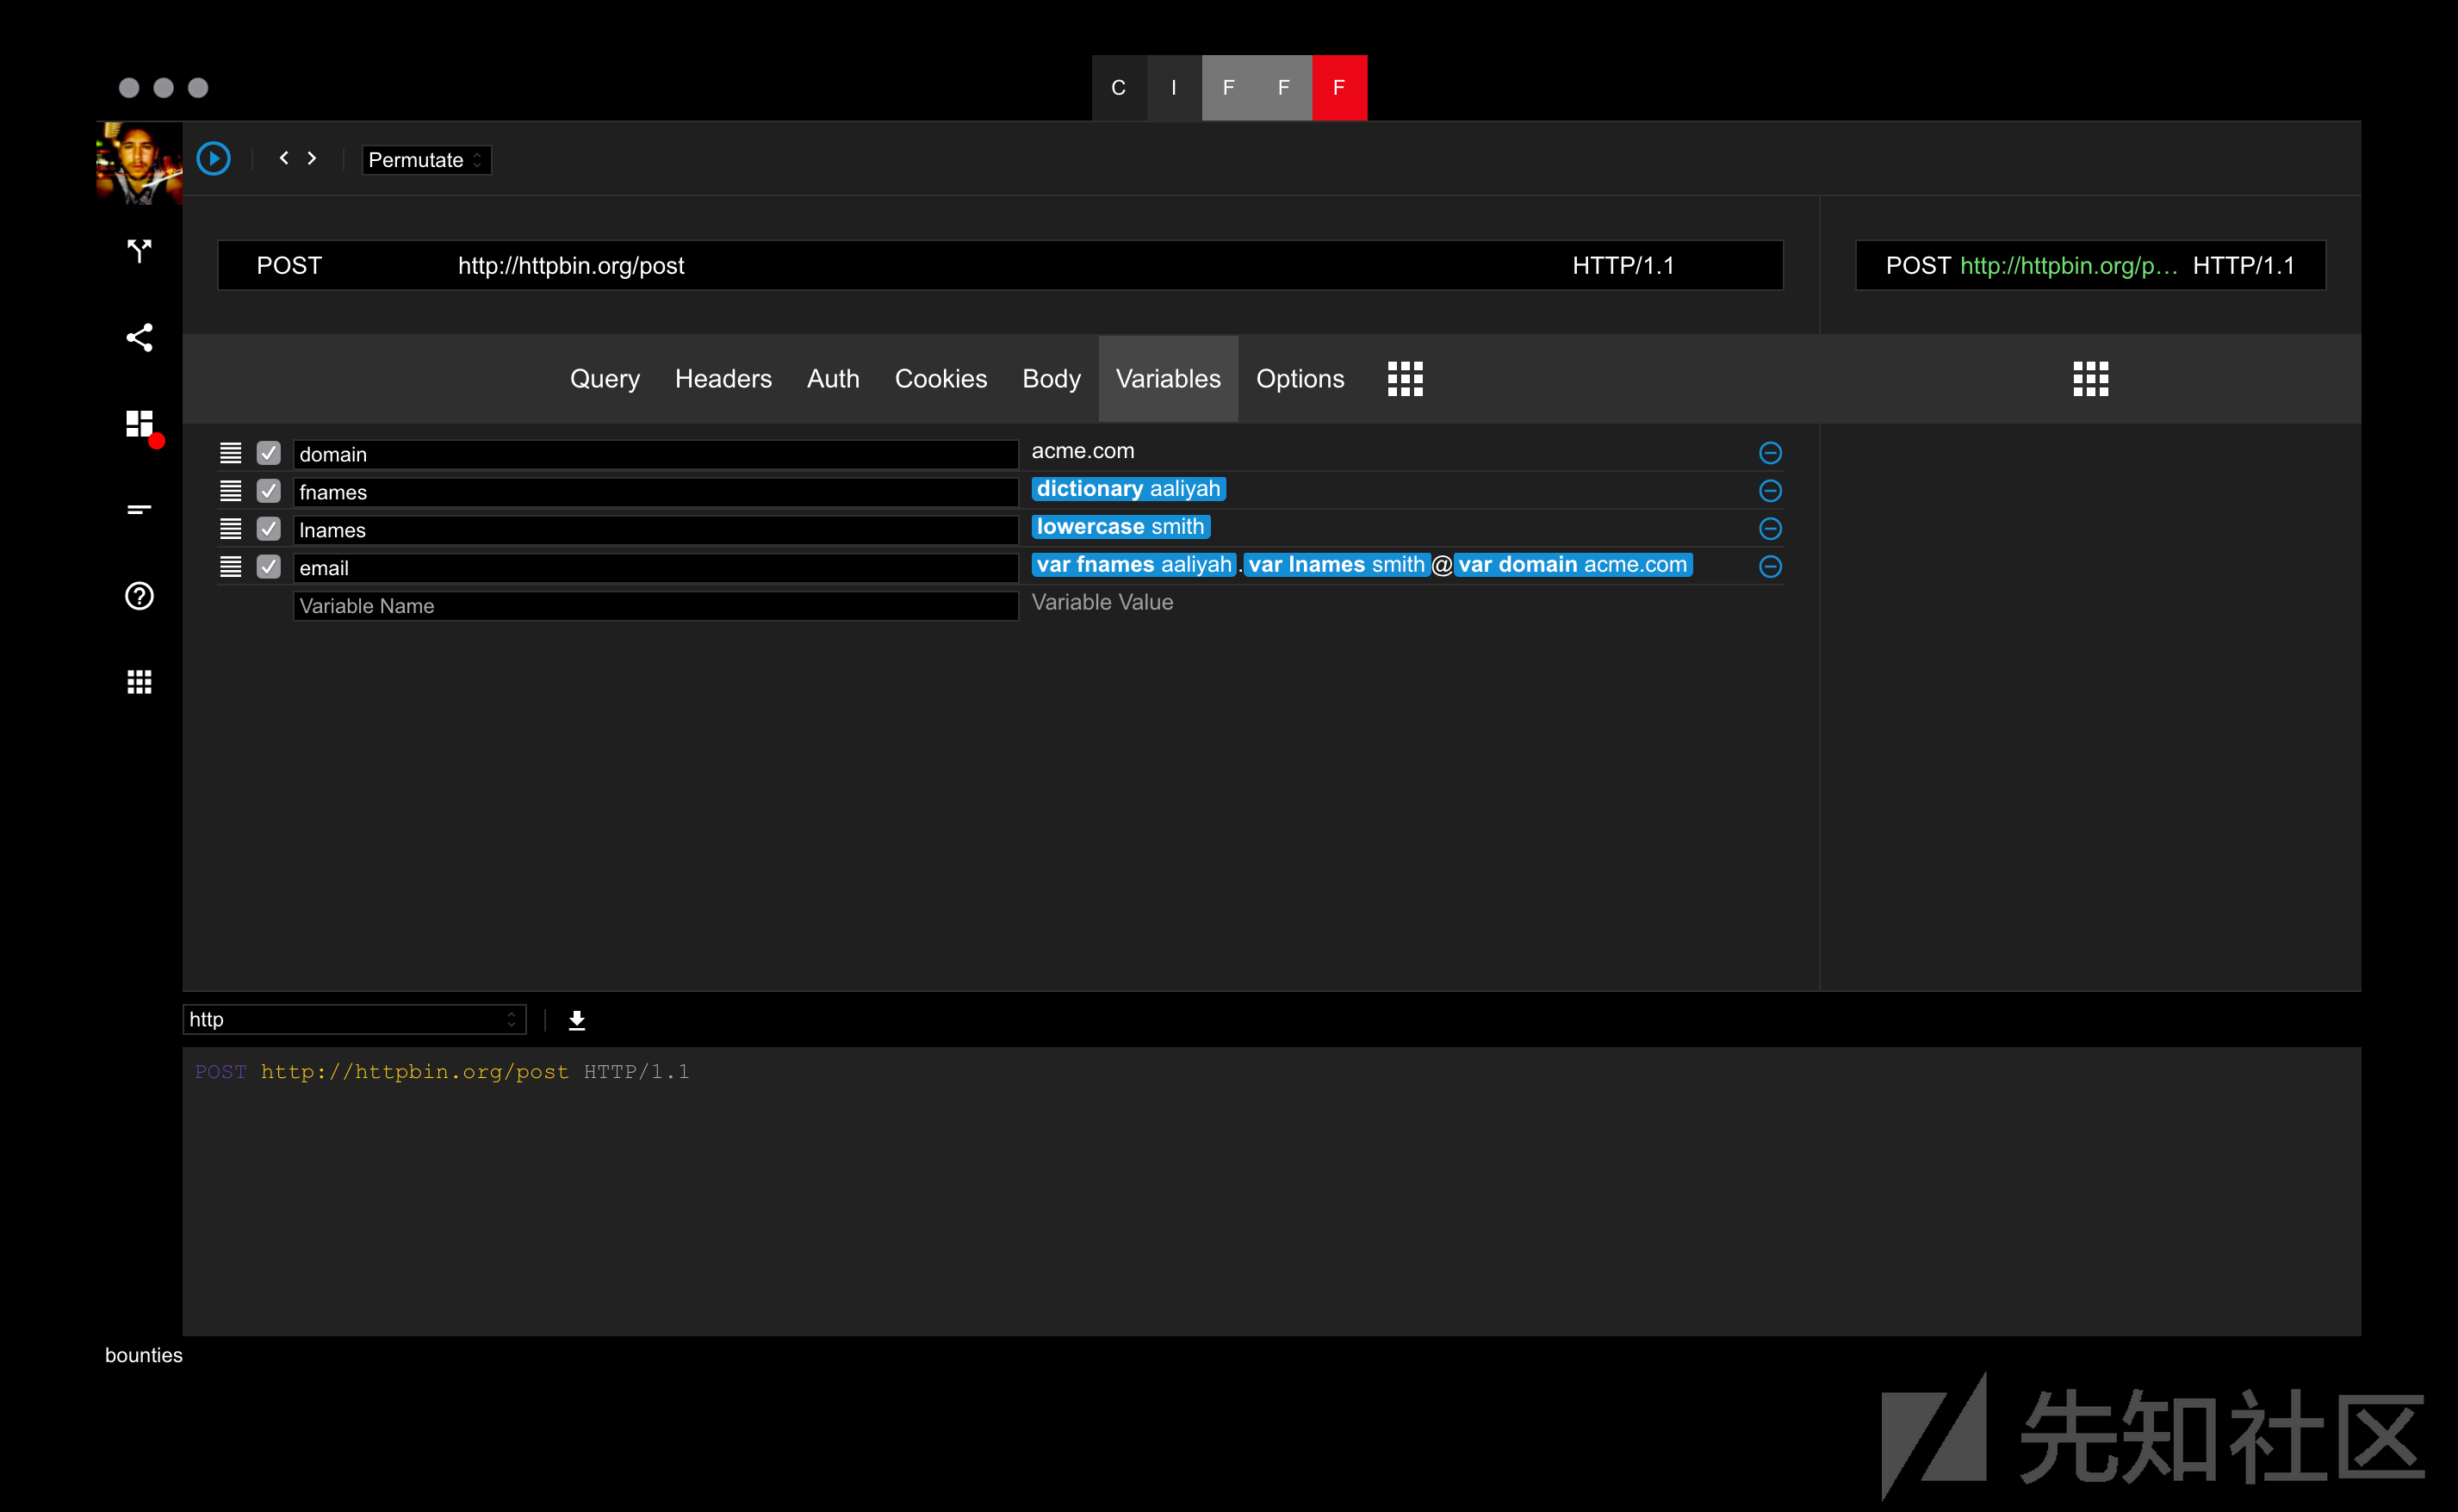 C I F F F
Permutate
POST http://httpbin.org/post HTTP/1.1
POST http://httpbin.org/p... HTTP/1.1
Query Headers Auth Cookies Body Variables Options
domain acme.com
fnames dictionary aaliyah
lnames lowercase smith
email var fnames aaliyah.var lnames smith@var domain acme.com
Variable Name Variable Value
http
POST http://httpbin.org/post HTTP/1.1
bounties
先知社区